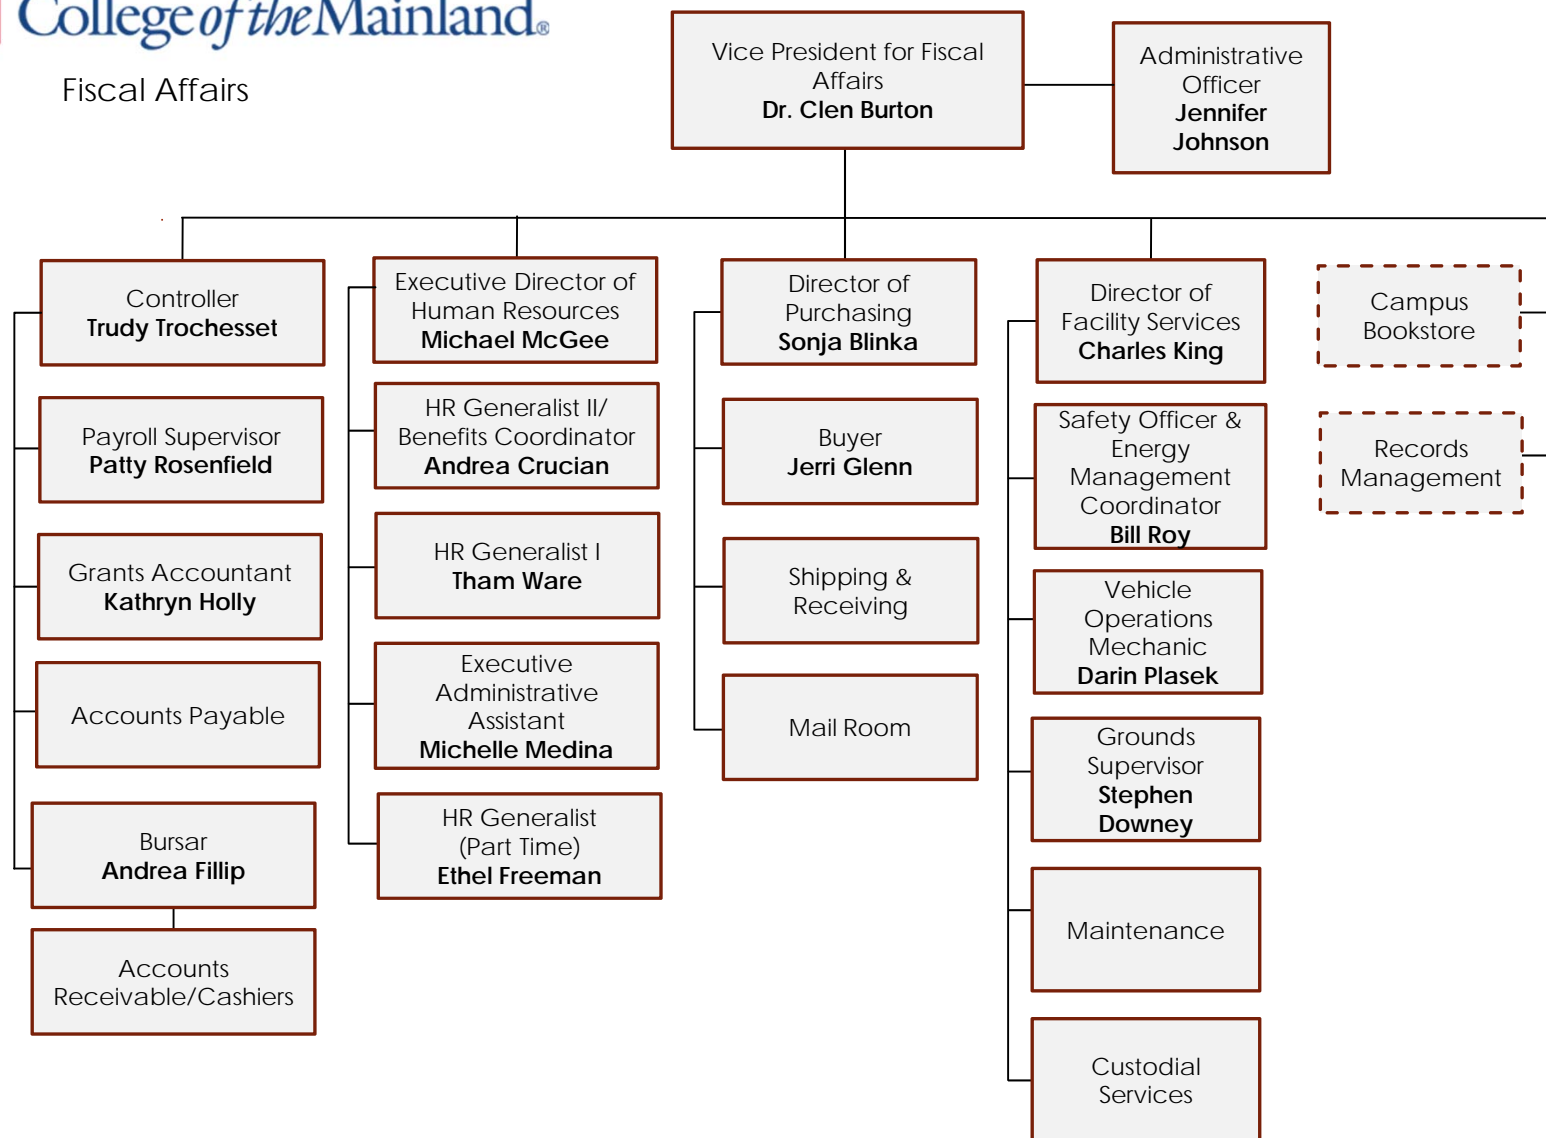 College of the Mainland®
Fiscal Affairs
Vice President for Fiscal
Affairs
Dr. Clen Burton
Administrative
Officer
Jennifer
Johnson
Controller
Trudy Trochesset
Payroll Supervisor
Patty Rosenfield
Grants Accountant
Kathryn Holly
Accounts Payable
Bursar
Andrea Fillip
Accounts
Receivable/Cashiers
Executive Director of
Human Resources
Michael McGee
HR Generalist II/
Benefits Coordinator
Andrea Crucian
HR Generalist I
Tham Ware
Executive
Administrative
Assistant
Michelle Medina
HR Generalist
(Part Time)
Ethel Freeman
Director of
Purchasing
Sonja Blinka
Buyer
Jerri Glenn
Shipping &
Receiving
Mail Room
Director of
Facility Services
Charles King
Safety Officer &
Energy
Management
Coordinator
Bill Roy
Vehicle
Operations
Mechanic
Darin Plasek
Grounds
Supervisor
Stephen
Downey
Maintenance
Custodial
Services
Campus
Bookstore
Records
Management